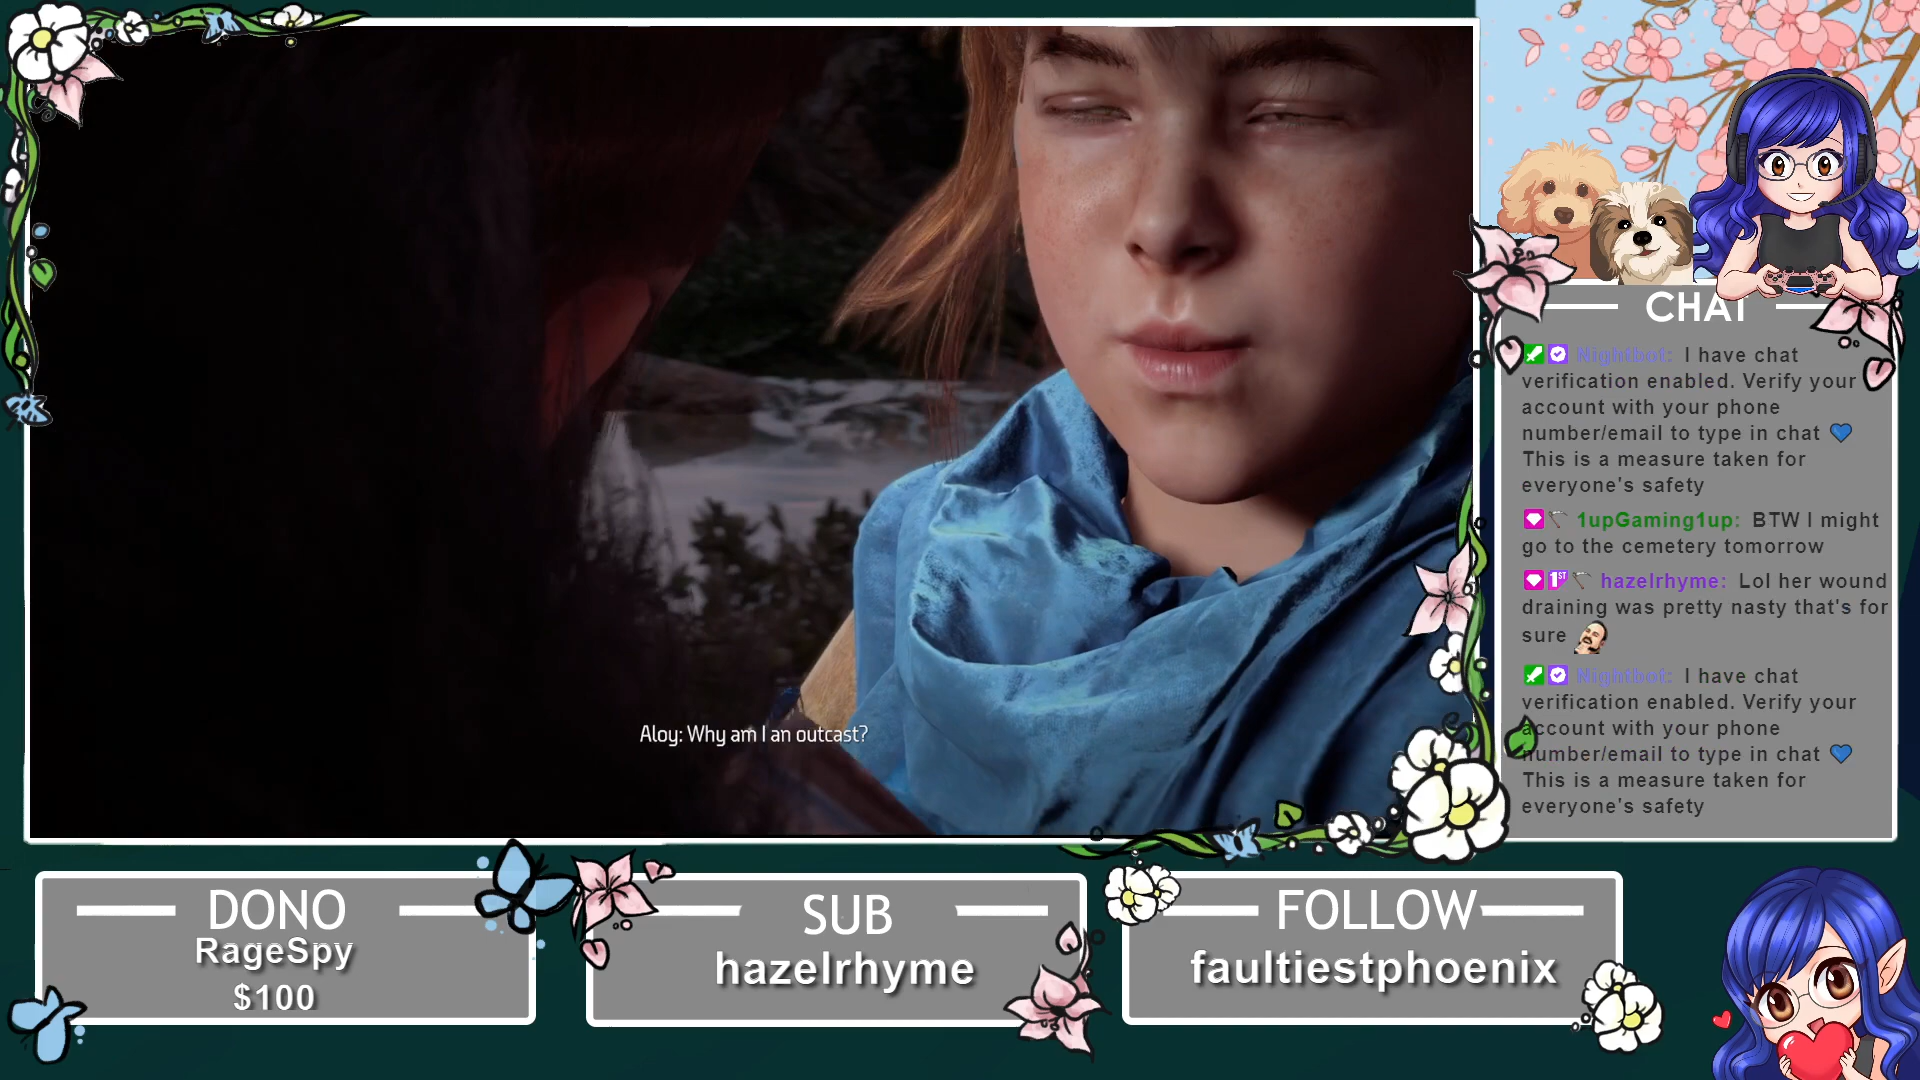 Aloy: Why am I an outcast?
CHAT
Nightbot: I have chat
verification enabled. Verify your
account with your phone
number/email to type in chat 💙
This is a measure taken for
everyone's safety
1upGaming1up: BTW I might
go to the cemetery tomorrow
1ST hazelrhyme: Lol her wound
draining was pretty nasty that's for
sure
Nightbot: I have chat
verification enabled. Verify your
account with your phone
number/email to type in chat 💙
This is a measure taken for
everyone's safety
DONO
RageSpy
$100
SUB
hazelrhyme
FOLLOW
faultiestphoenix